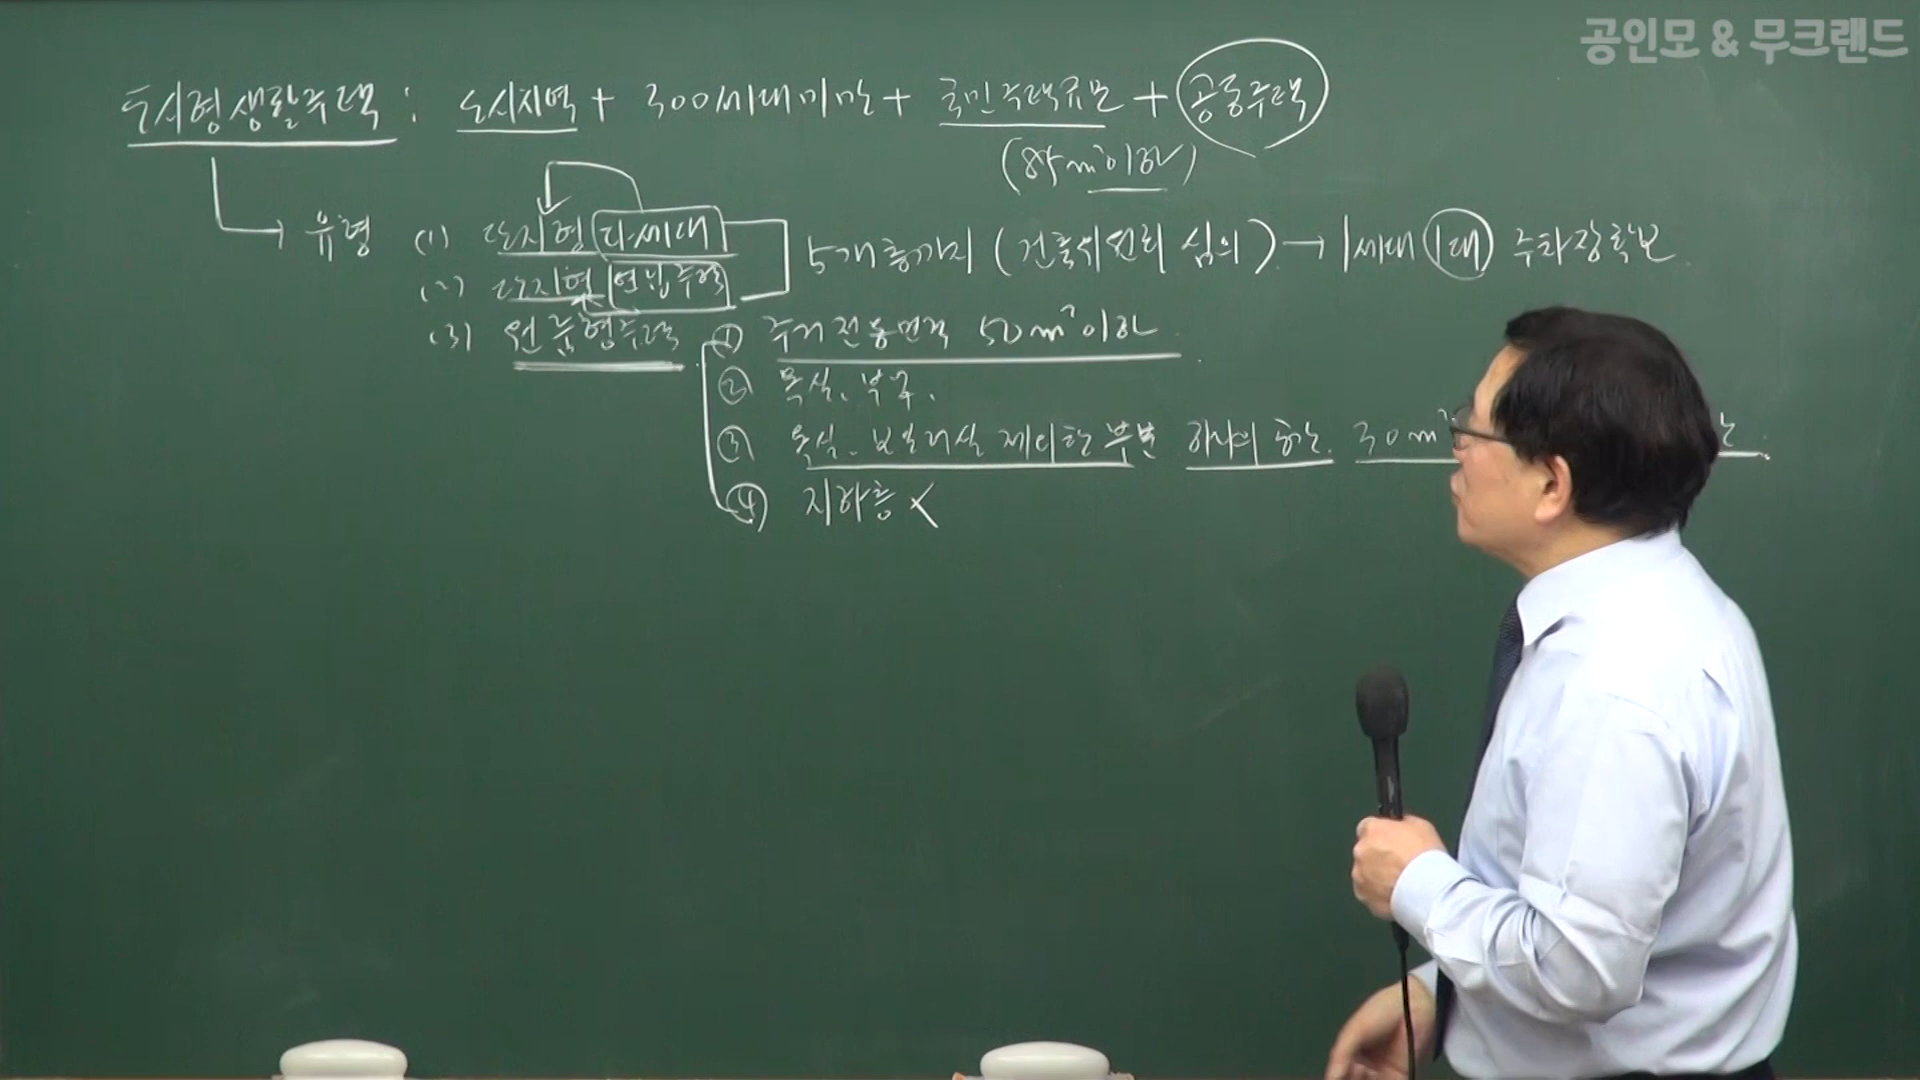 공인모 & 무크랜드
도시형생활주택 : 도시지역 + 300세대미만 + 국민주택규모 + 공동주택
(85m²이하)
유형 (1) 단지형 다세대 5개층까지 (건축위원회 심의) → 1세대 1대 주차장확보
(2) 단지형 연립주택
(3) 원룸형주택 ① 주거전용면적 50m²이하
② 욕실, 부엌.
③ 욕실, 보일러실 제외한 부분 하나의 공간. 30m²
④ 지하층 ×